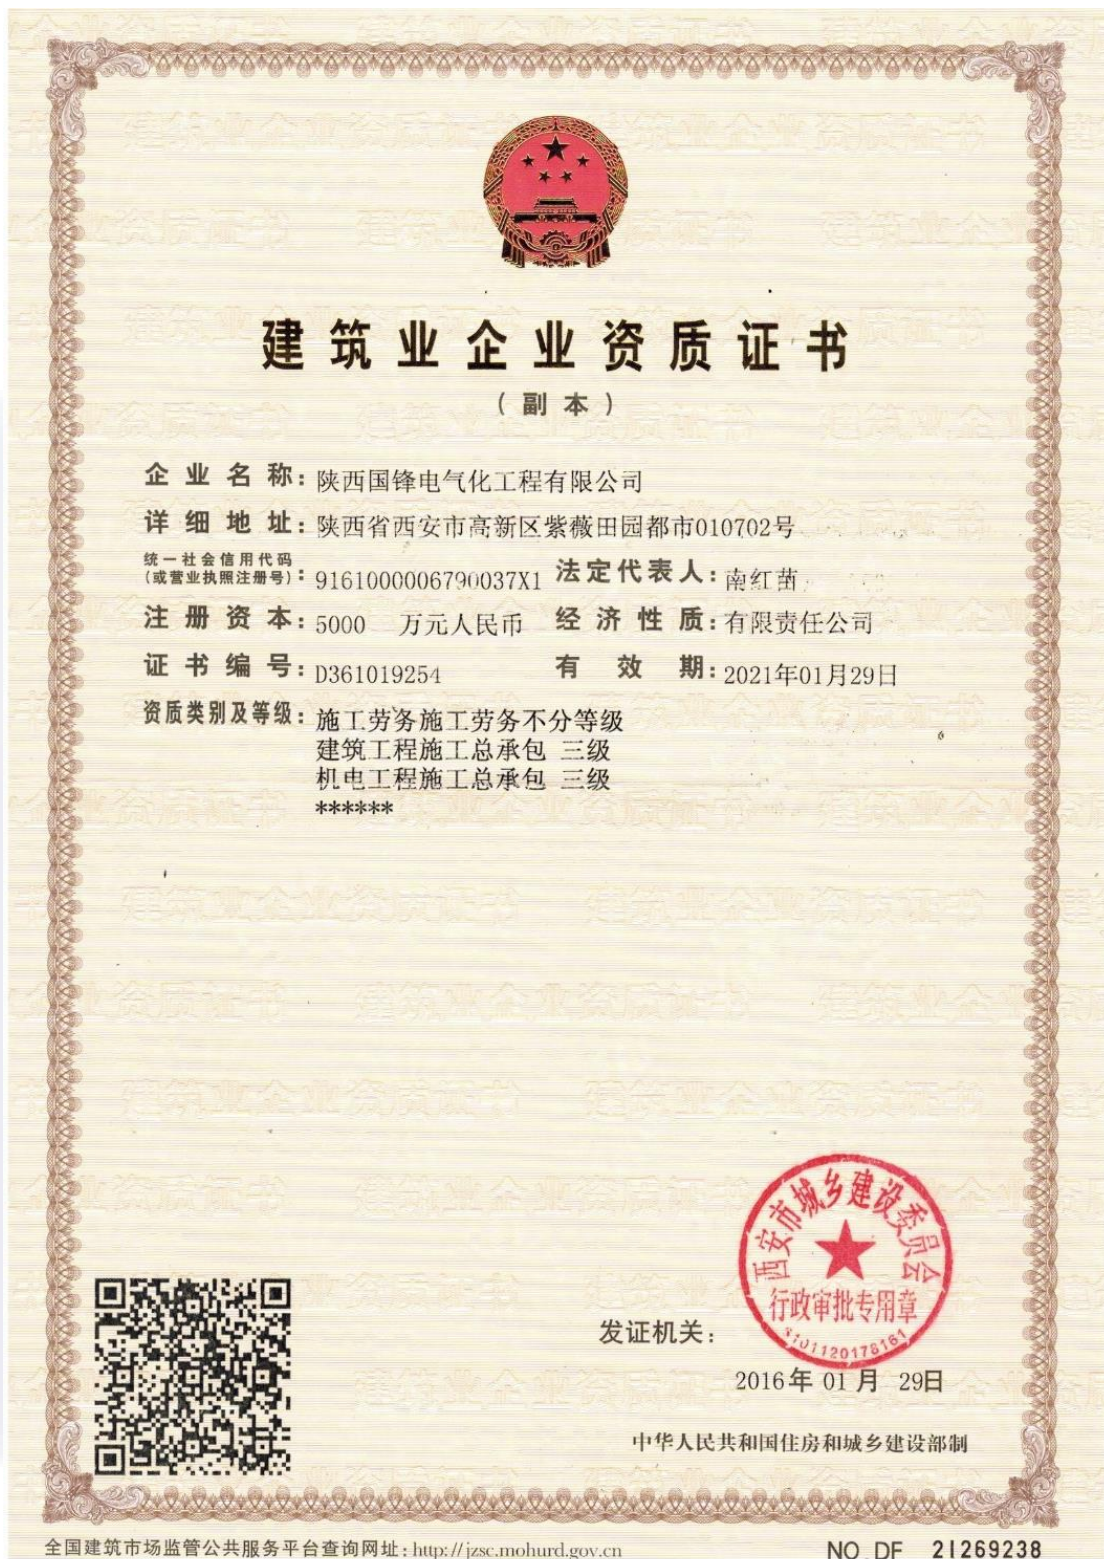 建筑业企业资质证书
（副本）
企业名称：陕西国锋电气化工程有限公司
详细地址：陕西省西安市高新区紫薇田园都市010702号
统一社会信用代码
（或营业执照注册号）：9161000006790037X1 法定代表人：南红苗
注册资本：5000 万元人民币 经济性质：有限责任公司
证书编号：D361019254 有效期：2021年01月29日
资质类别及等级：施工劳务施工劳务不分等级
建筑工程施工总承包 三级
机电工程施工总承包 三级
******
西安市城乡建设委员会
行政审批专用章
6101120178161
发证机关：
2016年 01月 29日
中华人民共和国住房和城乡建设部制
全国建筑市场监管公共服务平台查询网址：http://jzsc.mohurd.gov.cn
NO.DF 21269238